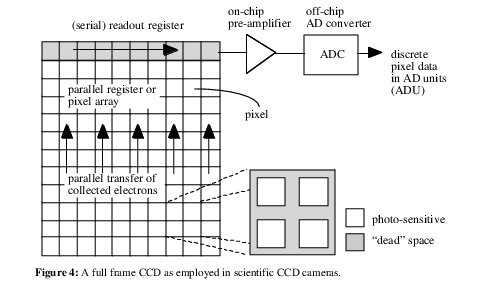 (serial) readout register
on-chip
pre-amplifier
off-chip
AD converter
ADC
discrete
pixel data
in AD units
(ADU)
parallel register or
pixel array
pixel
parallel transfer of
collected electrons
photo-sensitive
“dead” space
Figure 4: A full frame CCD as employed in scientific CCD cameras.